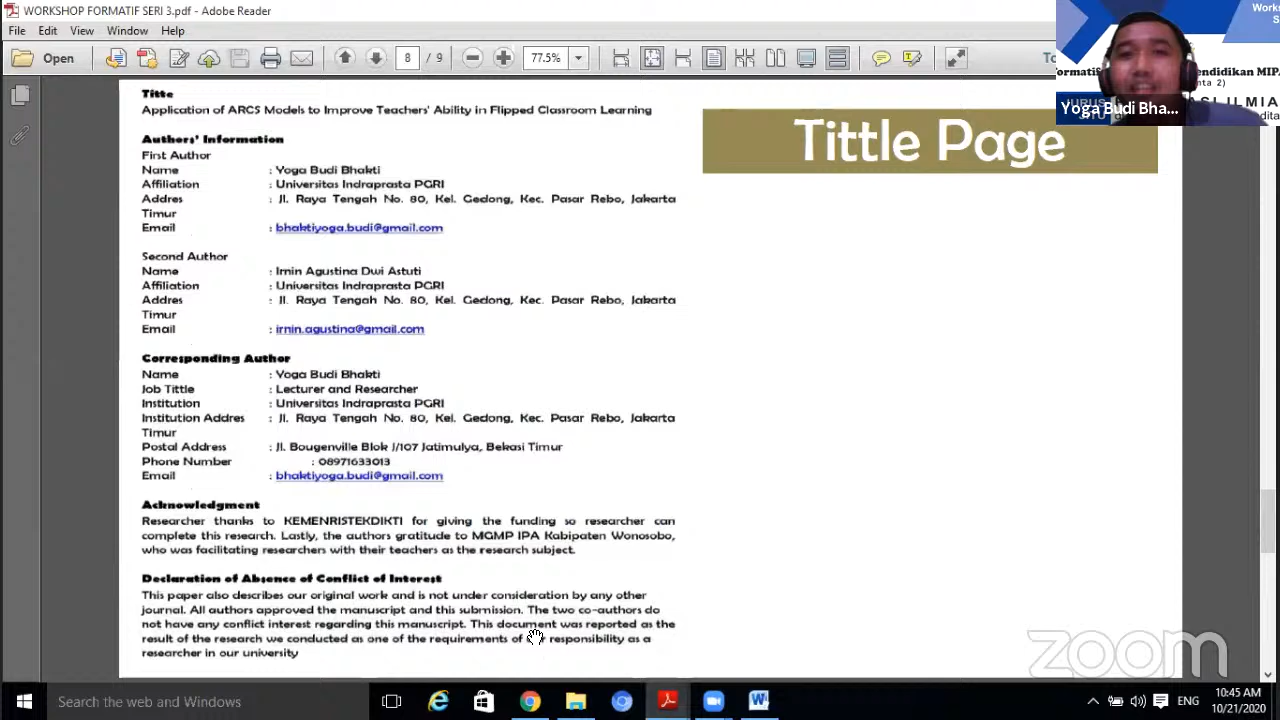 WORKSHOP FORMATIF SERI 3.pdf - Adobe Reader
File Edit View Window Help
Open 8 / 9 77.5%
Title
Application of ARCS Models to Improve Teachers' Ability in Flipped Classroom Learning
Authors' Information
First Author
Name : Yoga Budi Bhakti
Affiliation : Universitas Indraprasta PGRI
Addres : Jl. Raya Tengah No. 80, Kel. Gedong, Kec. Pasar Rebo, Jakarta
Timur
Email : bhaktiyoga.budi@gmail.com
Second Author
Name : Irnin Agustina Dwi Astuti
Affiliation : Universitas Indraprasta PGRI
Addres : Jl. Raya Tengah No. 80, Kel. Gedong, Kec. Pasar Rebo, Jakarta
Timur
Email : irnin.agustina@gmail.com
Corresponding Author
Name : Yoga Budi Bhakti
Job Tittle : Lecturer and Researcher
Institution : Universitas Indraprasta PGRI
Institution Addres : Jl. Raya Tengah No. 80, Kel. Gedong, Kec. Pasar Rebo, Jakarta
Timur
Postal Address : Jl. Bougenville Blok J/107 Jatimulya, Bekasi Timur
Phone Number : 08971633013
Email : bhaktiyoga.budi@gmail.com
Acknowledgment
Researcher thanks to KEMENRISTEKDIKTI for giving the funding so researcher can
complete this research. Lastly, the authors gratitude to MGMP IPA Kabipaten Wonosobo,
who was facilitating researchers with their teachers as the research subject.
Declaration of Absence of Conflict of Interest
This paper also describes our original work and is not under consideration by any other
journal. All authors approved the manuscript and this submission. The two co-authors do
not have any conflict interest regarding this manuscript. This document was reported as the
result of the research we conducted as one of the requirements of responsibility as a
researcher in our university
Tittle Page
Works
endidikan MIPA
nta 2)
Yoga Budi Bha...
zoom
Search the web and Windows
ENG
10:45 AM
10/21/2020